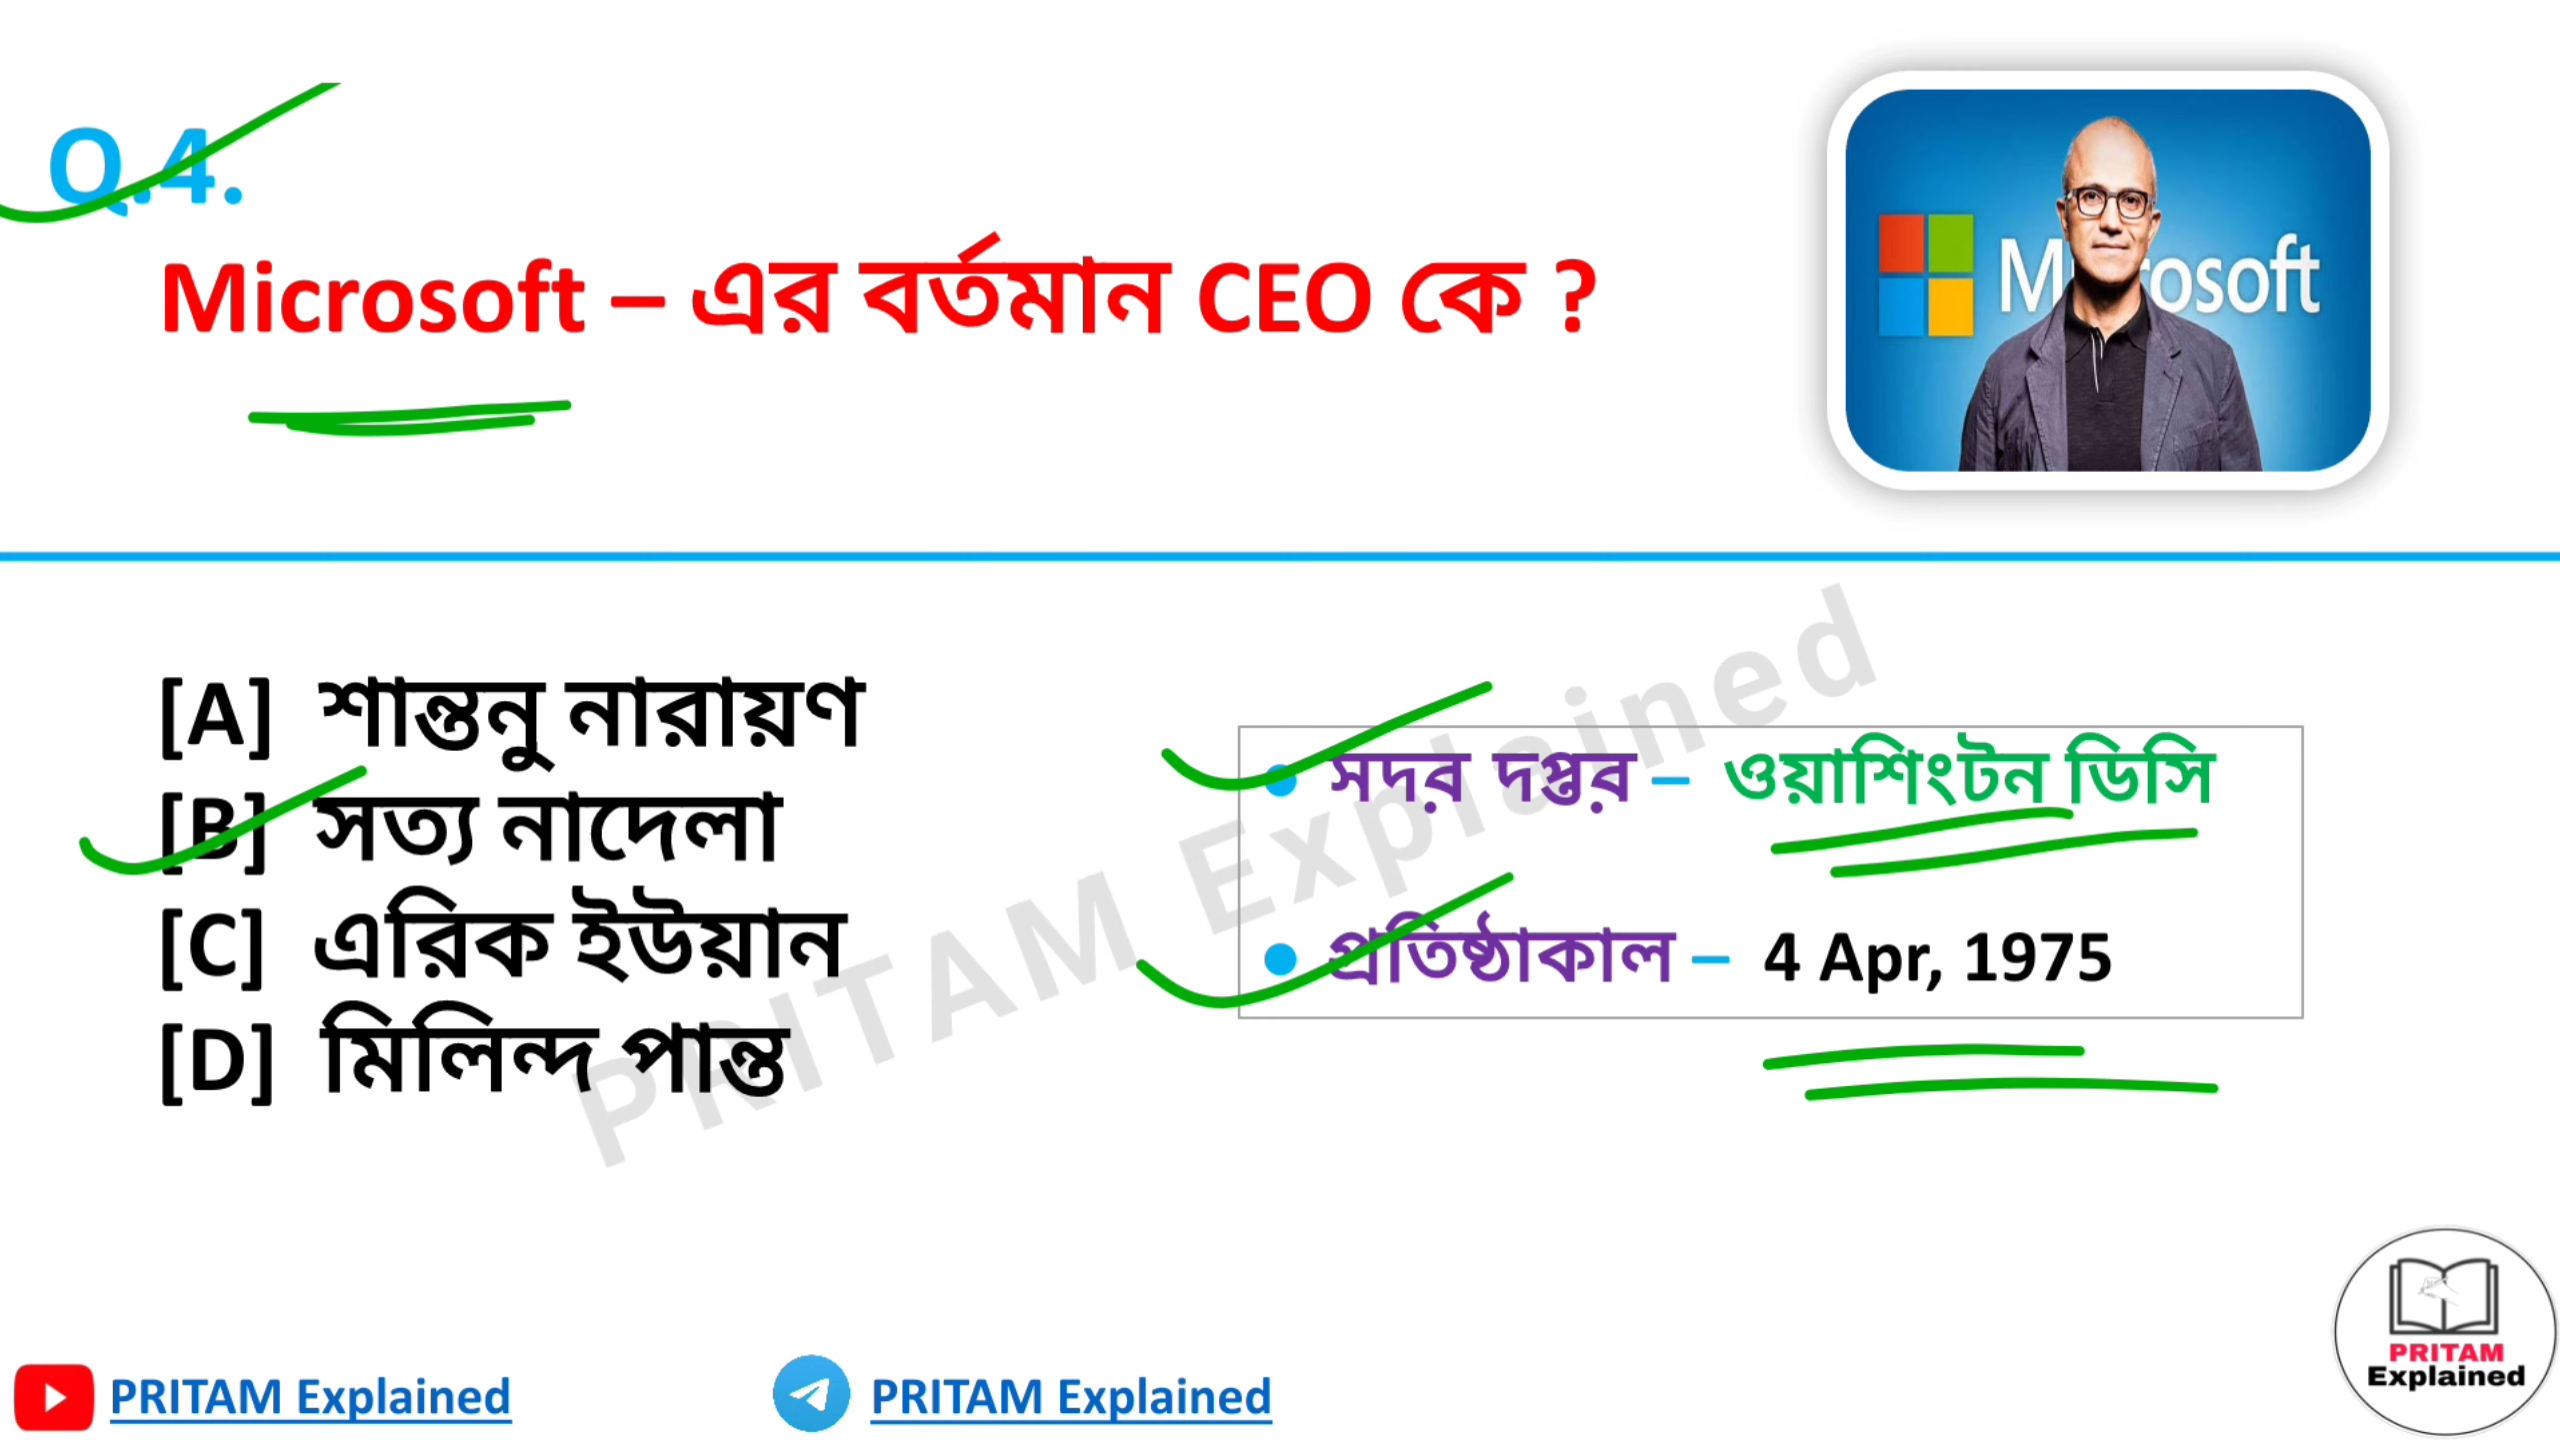 Q.4.
Microsoft – এর বর্তমান CEO কে ?
Microsoft
[A] শান্তনু নারায়ণ
[B] সত্য নাদেলা
[C] এরিক ইউয়ান
[D] মিলিন্দ পান্ত
• সদর দপ্তর – ওয়াশিংটন ডিসি
• প্রতিষ্ঠাকাল – 4 Apr, 1975
PRITAM Explained
PRITAM Explained
PRITAM Explained
PRITAM
Explained